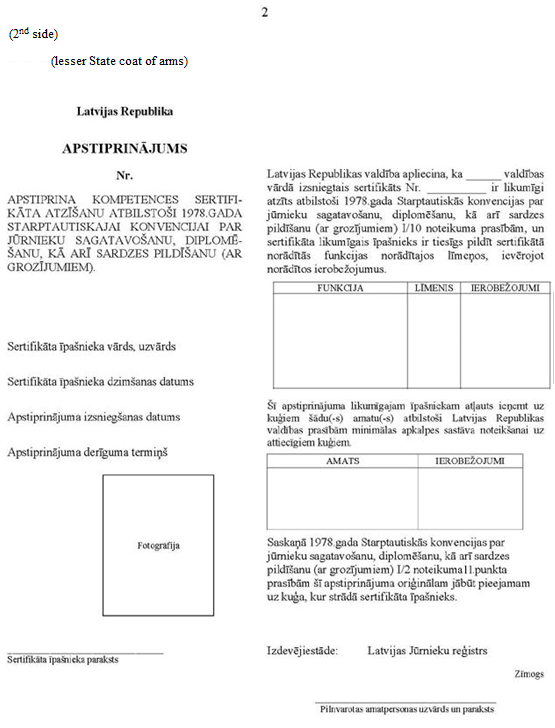 2
(2nd side)
(lesser State coat of arms)
Latvijas Republika
APSTIPRINĀJUMS
Nr.
APSTIPRINA KOMPETENCES SERTIFI-
KĀTA ATZĪŠANU ATBILSTOŠI 1978.GADA
STARPTAUTISKAJAI KONVENCIJAI PAR
JŪRNIEKU SAGATAVOŠANU, DIPLOMĒ-
ŠANU, KĀ ARĪ SARDZES PILDĪŠANU (AR
GROZĪJUMIEM).
Sertifikāta īpašnieka vārds, uzvārds
Sertifikāta īpašnieka dzimšanas datums
Apstiprinājuma izsniegšanas datums
Apstiprinājuma derīguma termiņš
Fotogrāfija
Sertifikāta īpašnieka paraksts
Latvijas Republikas valdība apliecina, ka ______ valdības
vārdā izsniegtais sertifikāts Nr. __________ ir likumīgi
atzīts atbilstoši 1978.gada Starptautiskās konvencijas par
jūrnieku sagatavošanu, diplomēšanu, kā arī sardzes
pildīšanu (ar grozījumiem) I/10 noteikuma prasībām, un
sertifikāta likumīgais īpašnieks ir tiesīgs pildīt sertifikātā
norādītās funkcijas norādītajos līmeņos, ievērojot
norādītos ierobežojumus.
FUNKCIJA LĪMENIS IEROBEŽOJUMI
Šī apstiprinājuma likumīgajam īpašniekam atļauts ieņemt uz
kuģiem šādu(-s) amatu(-s) atbilstoši Latvijas Republikas
valdības prasībām minimālās apkalpes sastāva noteikšanai uz
attiecīgiem kuģiem.
AMATS IEROBEŽOJUMI
Saskaņā 1978.gada Starptautiskās konvencijas par
jūrnieku sagatavošanu, diplomēšanu, kā arī sardzes
pildīšanu (ar grozījumiem) I/2 noteikuma11.punkta
prasībām šī apstiprinājuma oriģinālam jābūt pieejamam
uz kuģa, kur strādā sertifikāta īpašnieks.
Izdevējiestāde: Latvijas Jūrnieku reģistrs
Zīmogs
Pilnvarotas amatpersonas uzvārds un paraksts